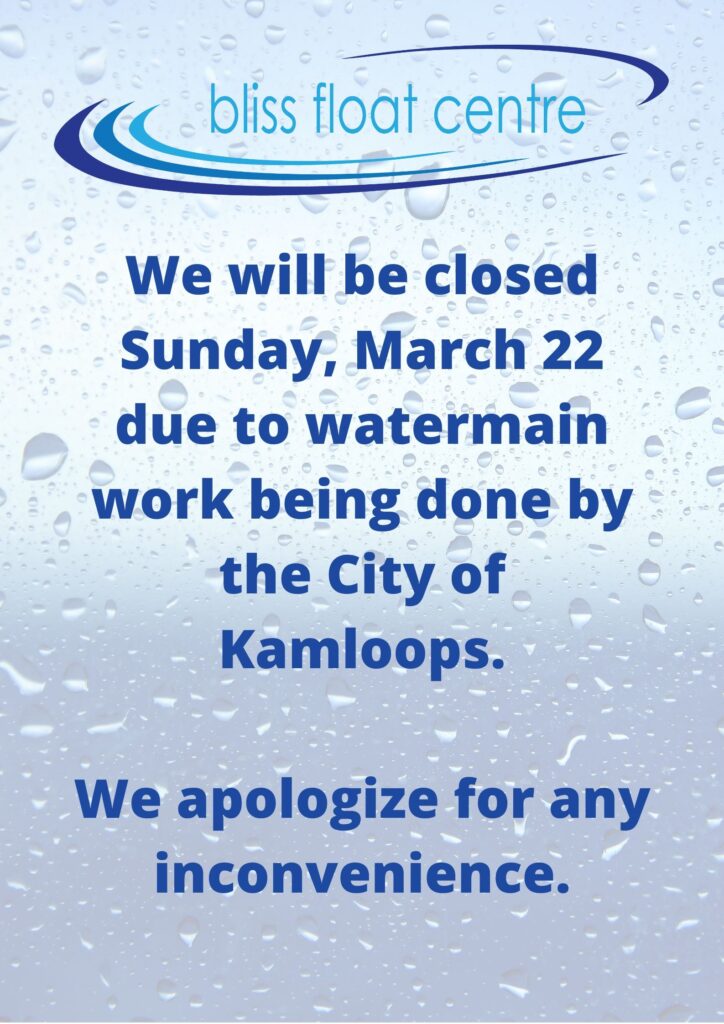 bliss float centre
We will be closed
Sunday, March 22
due to watermain
work being done by
the City of
Kamloops.
We apologize for any
inconvenience.